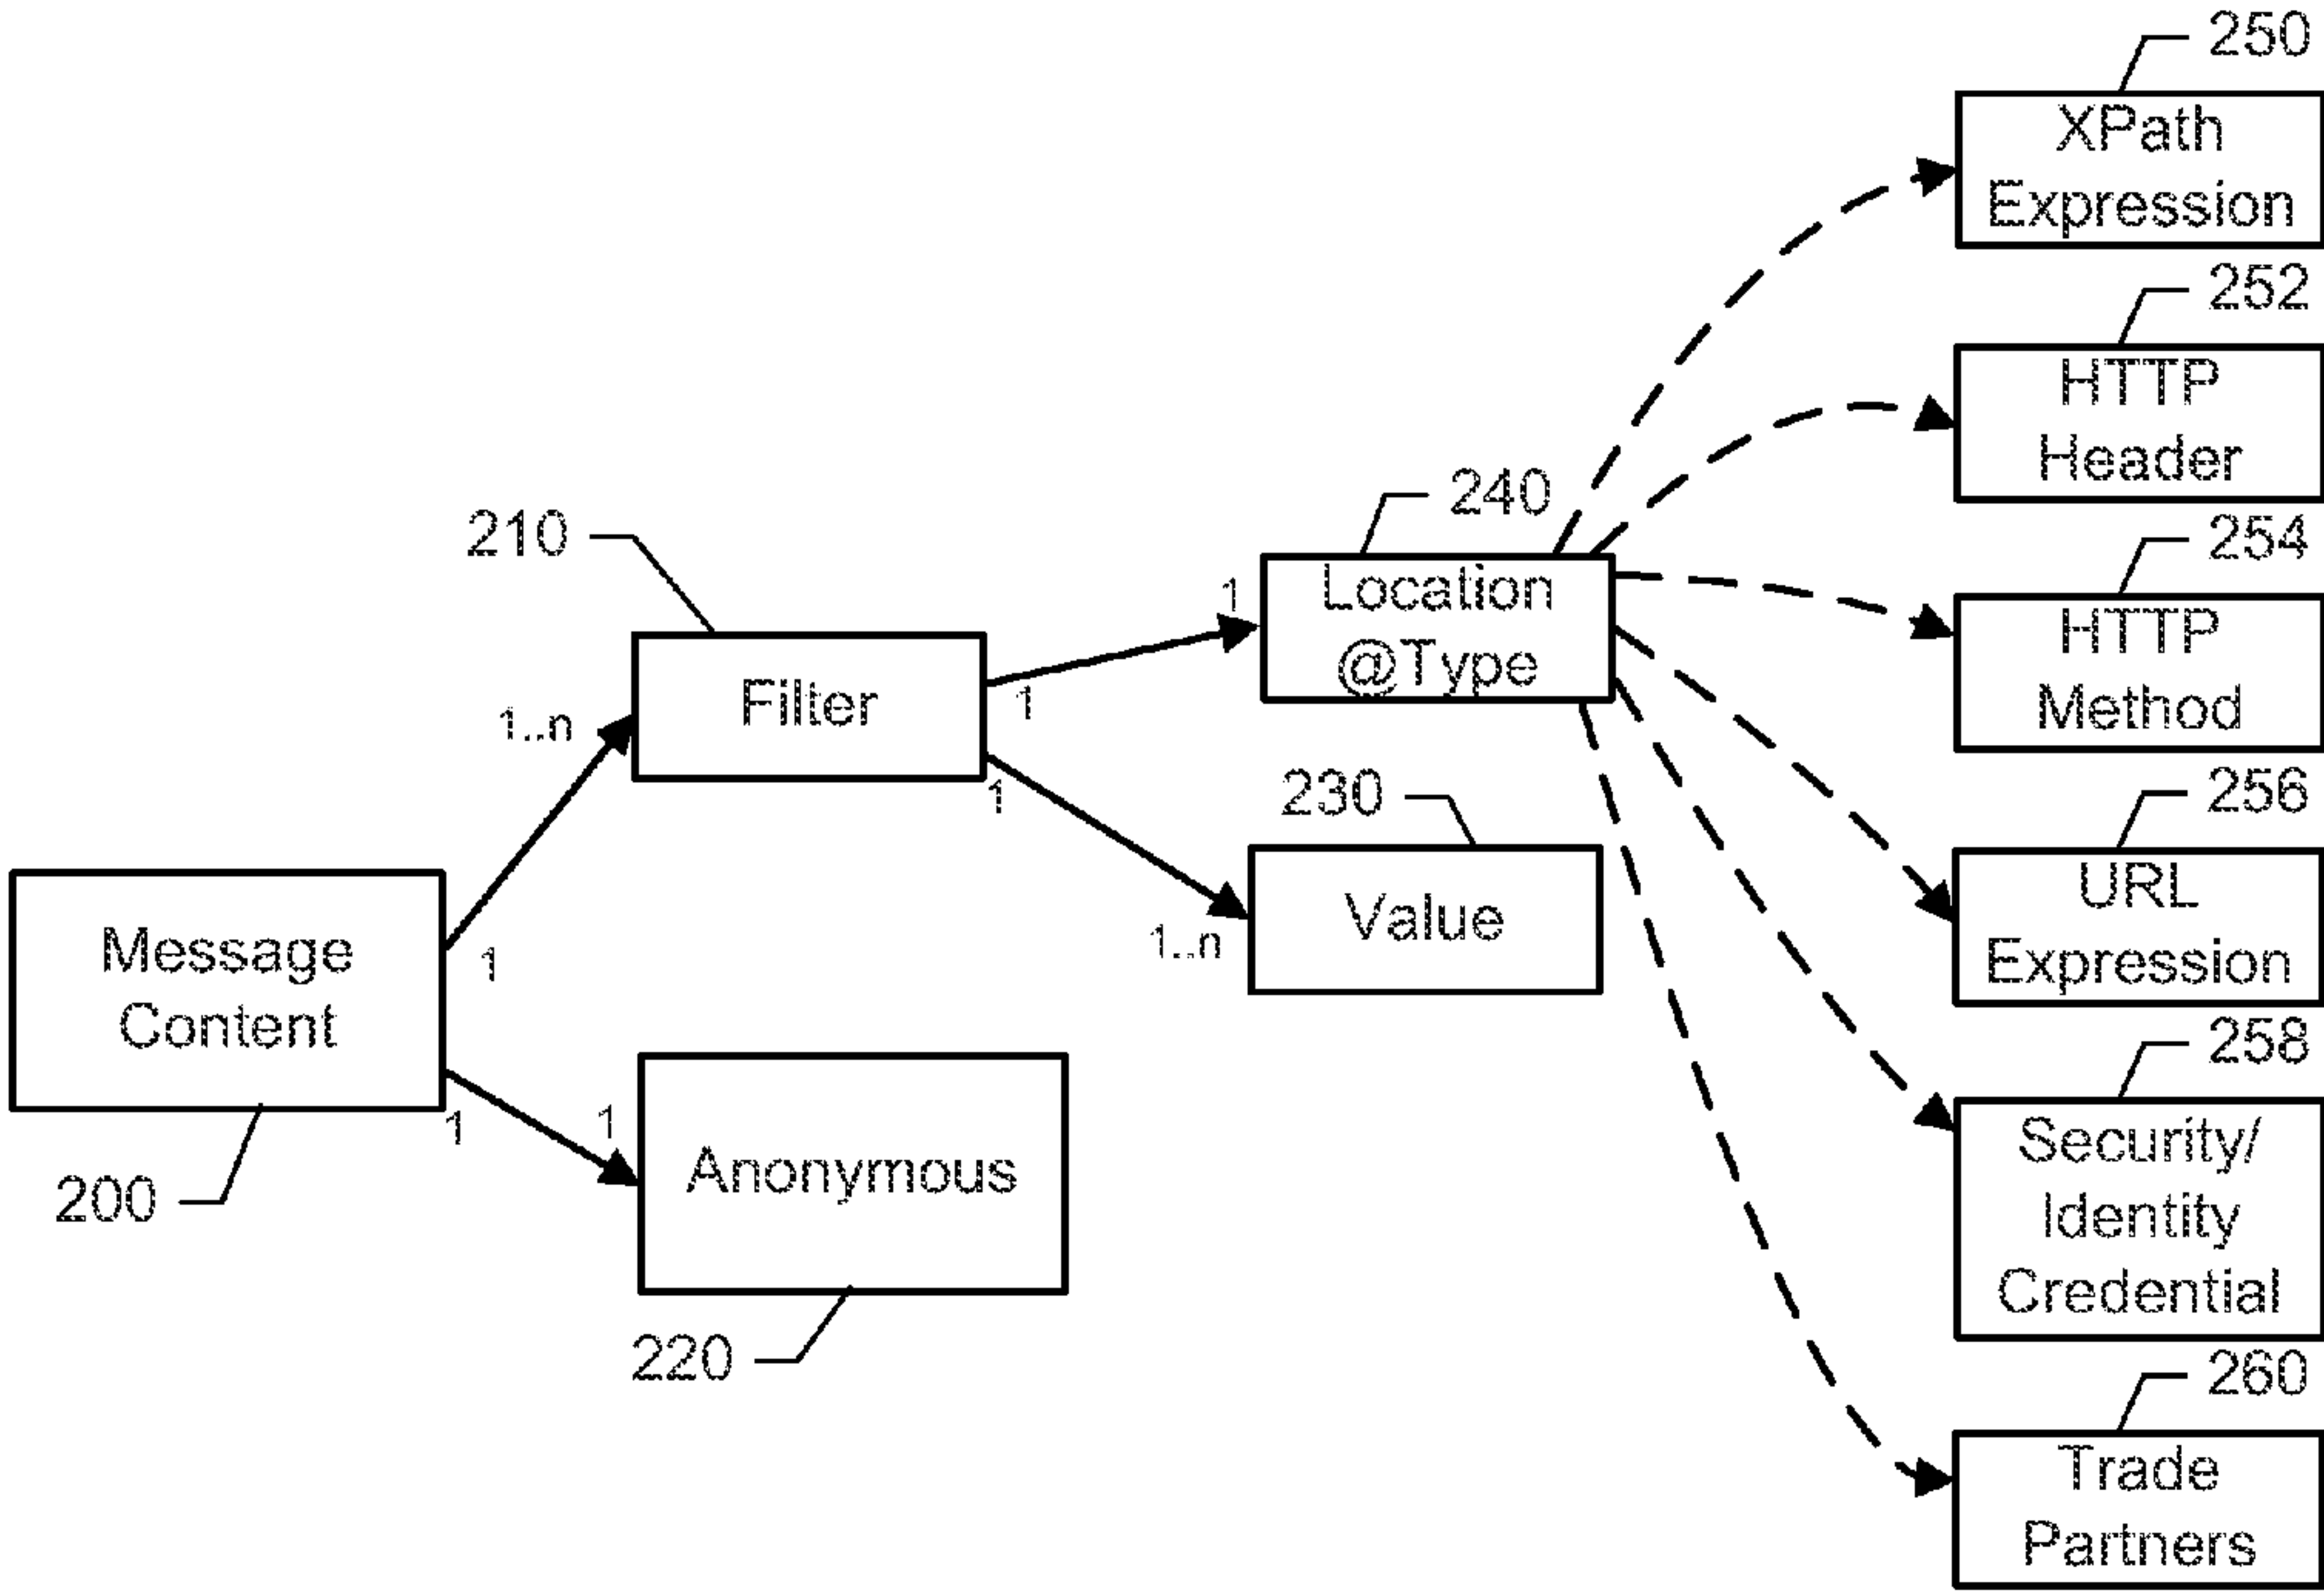 250
XPath
Expression
252
HTTP
Header
254
HTTP
Method
256
URL
Expression
258
Security/
Identity
Credential
260
Trade
Partners
240
1
Location
@Type
210
Filter
1..n
1
1
230
1..n
Value
Message
Content
1
1
1
200
Anonymous
220